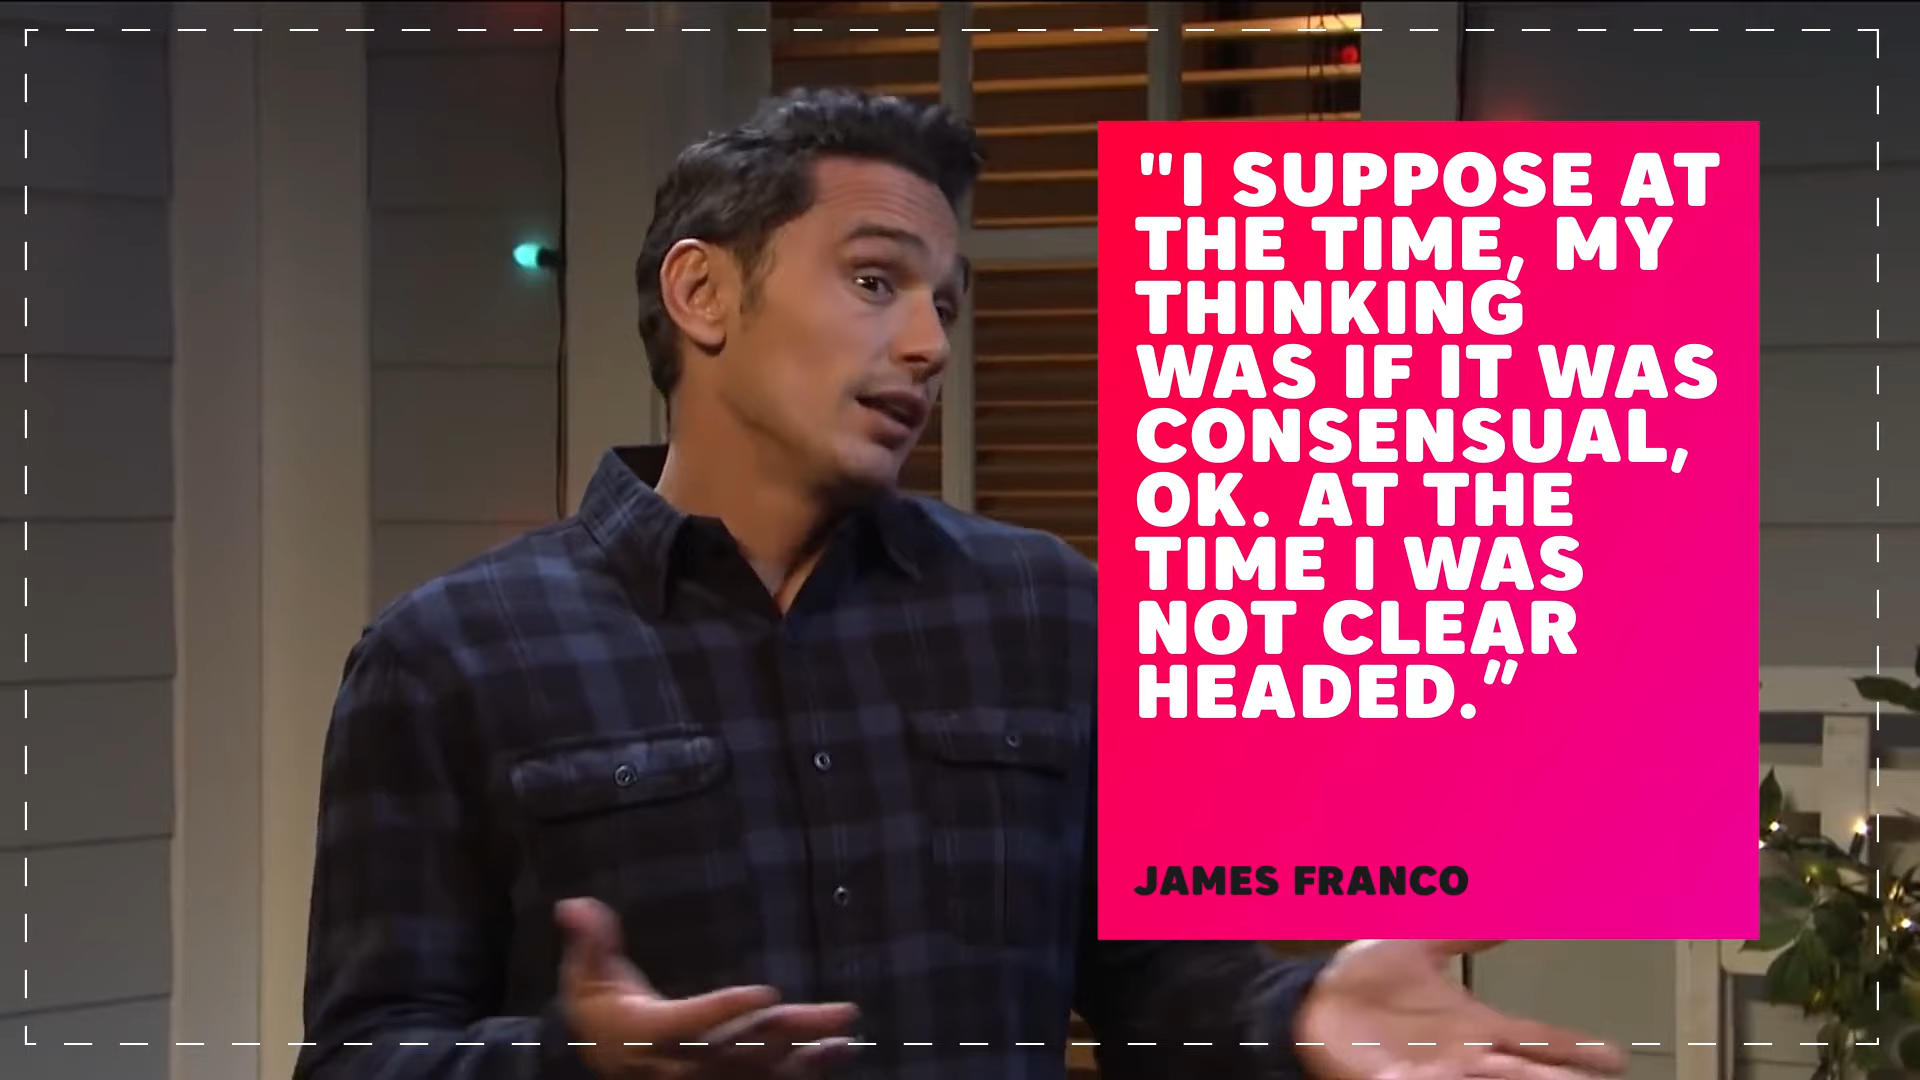 "I SUPPOSE AT
THE TIME, MY
THINKING
WAS IF IT WAS
CONSENSUAL,
OK. AT THE
TIME I WAS
NOT CLEAR
HEADED.”
JAMES FRANCO